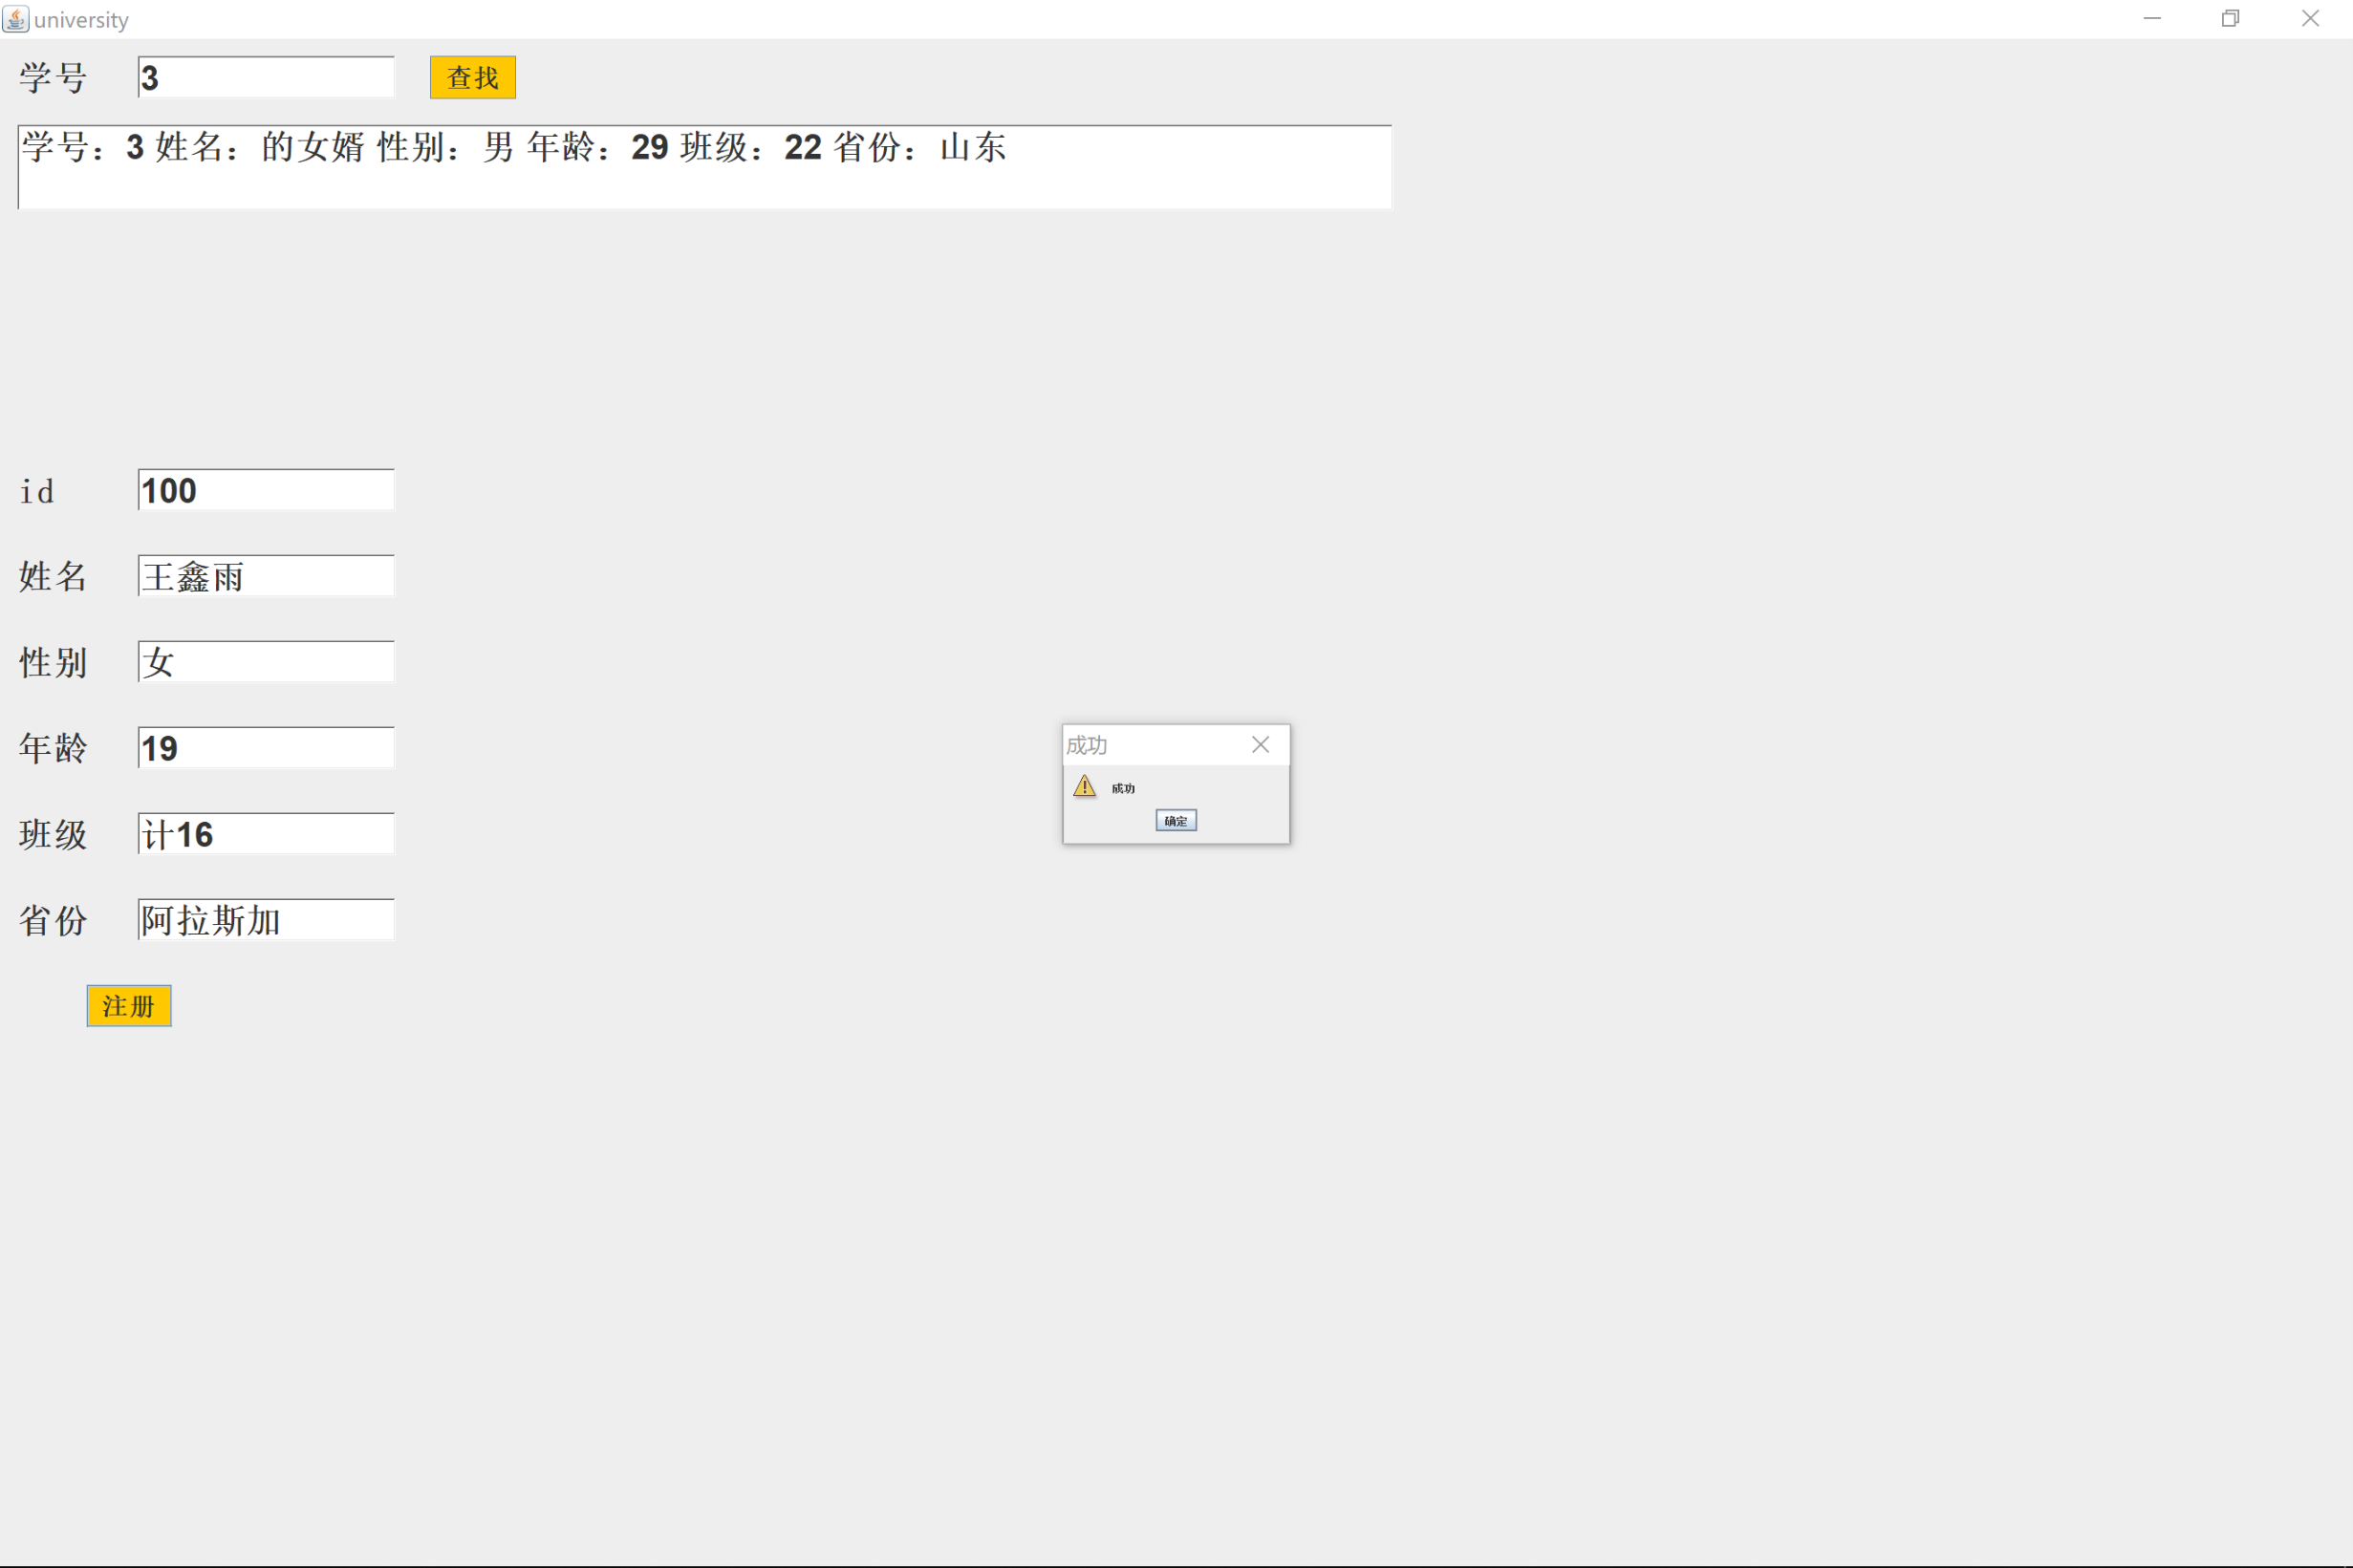 university
学号 3 查找
学号：3 姓名：的女婿 性别：男 年龄：29 班级：22 省份：山东
id 100
姓名 王鑫雨
性别 女
年龄 19
成功
成功
确定
班级 计16
省份 阿拉斯加
注册